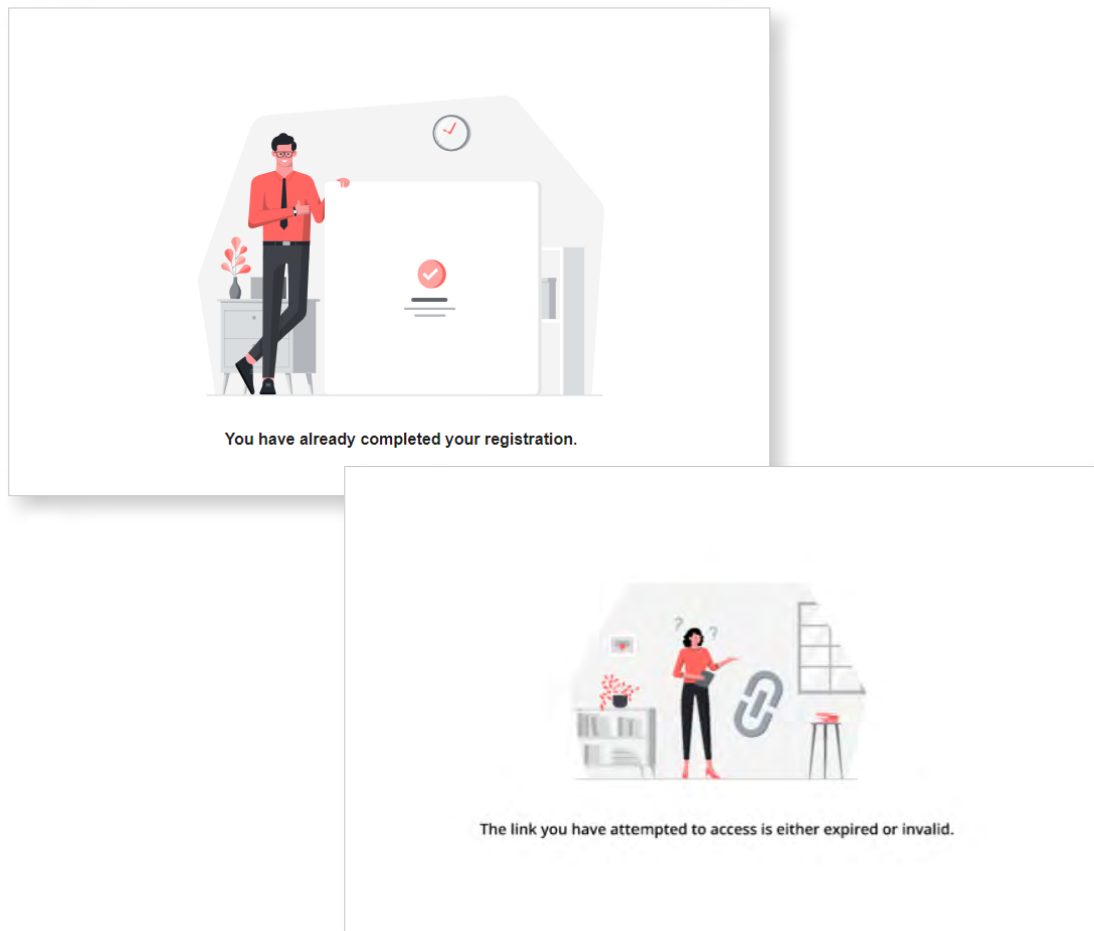 You have already completed your registration.
? ?
The link you have attempted to access is either expired or invalid.